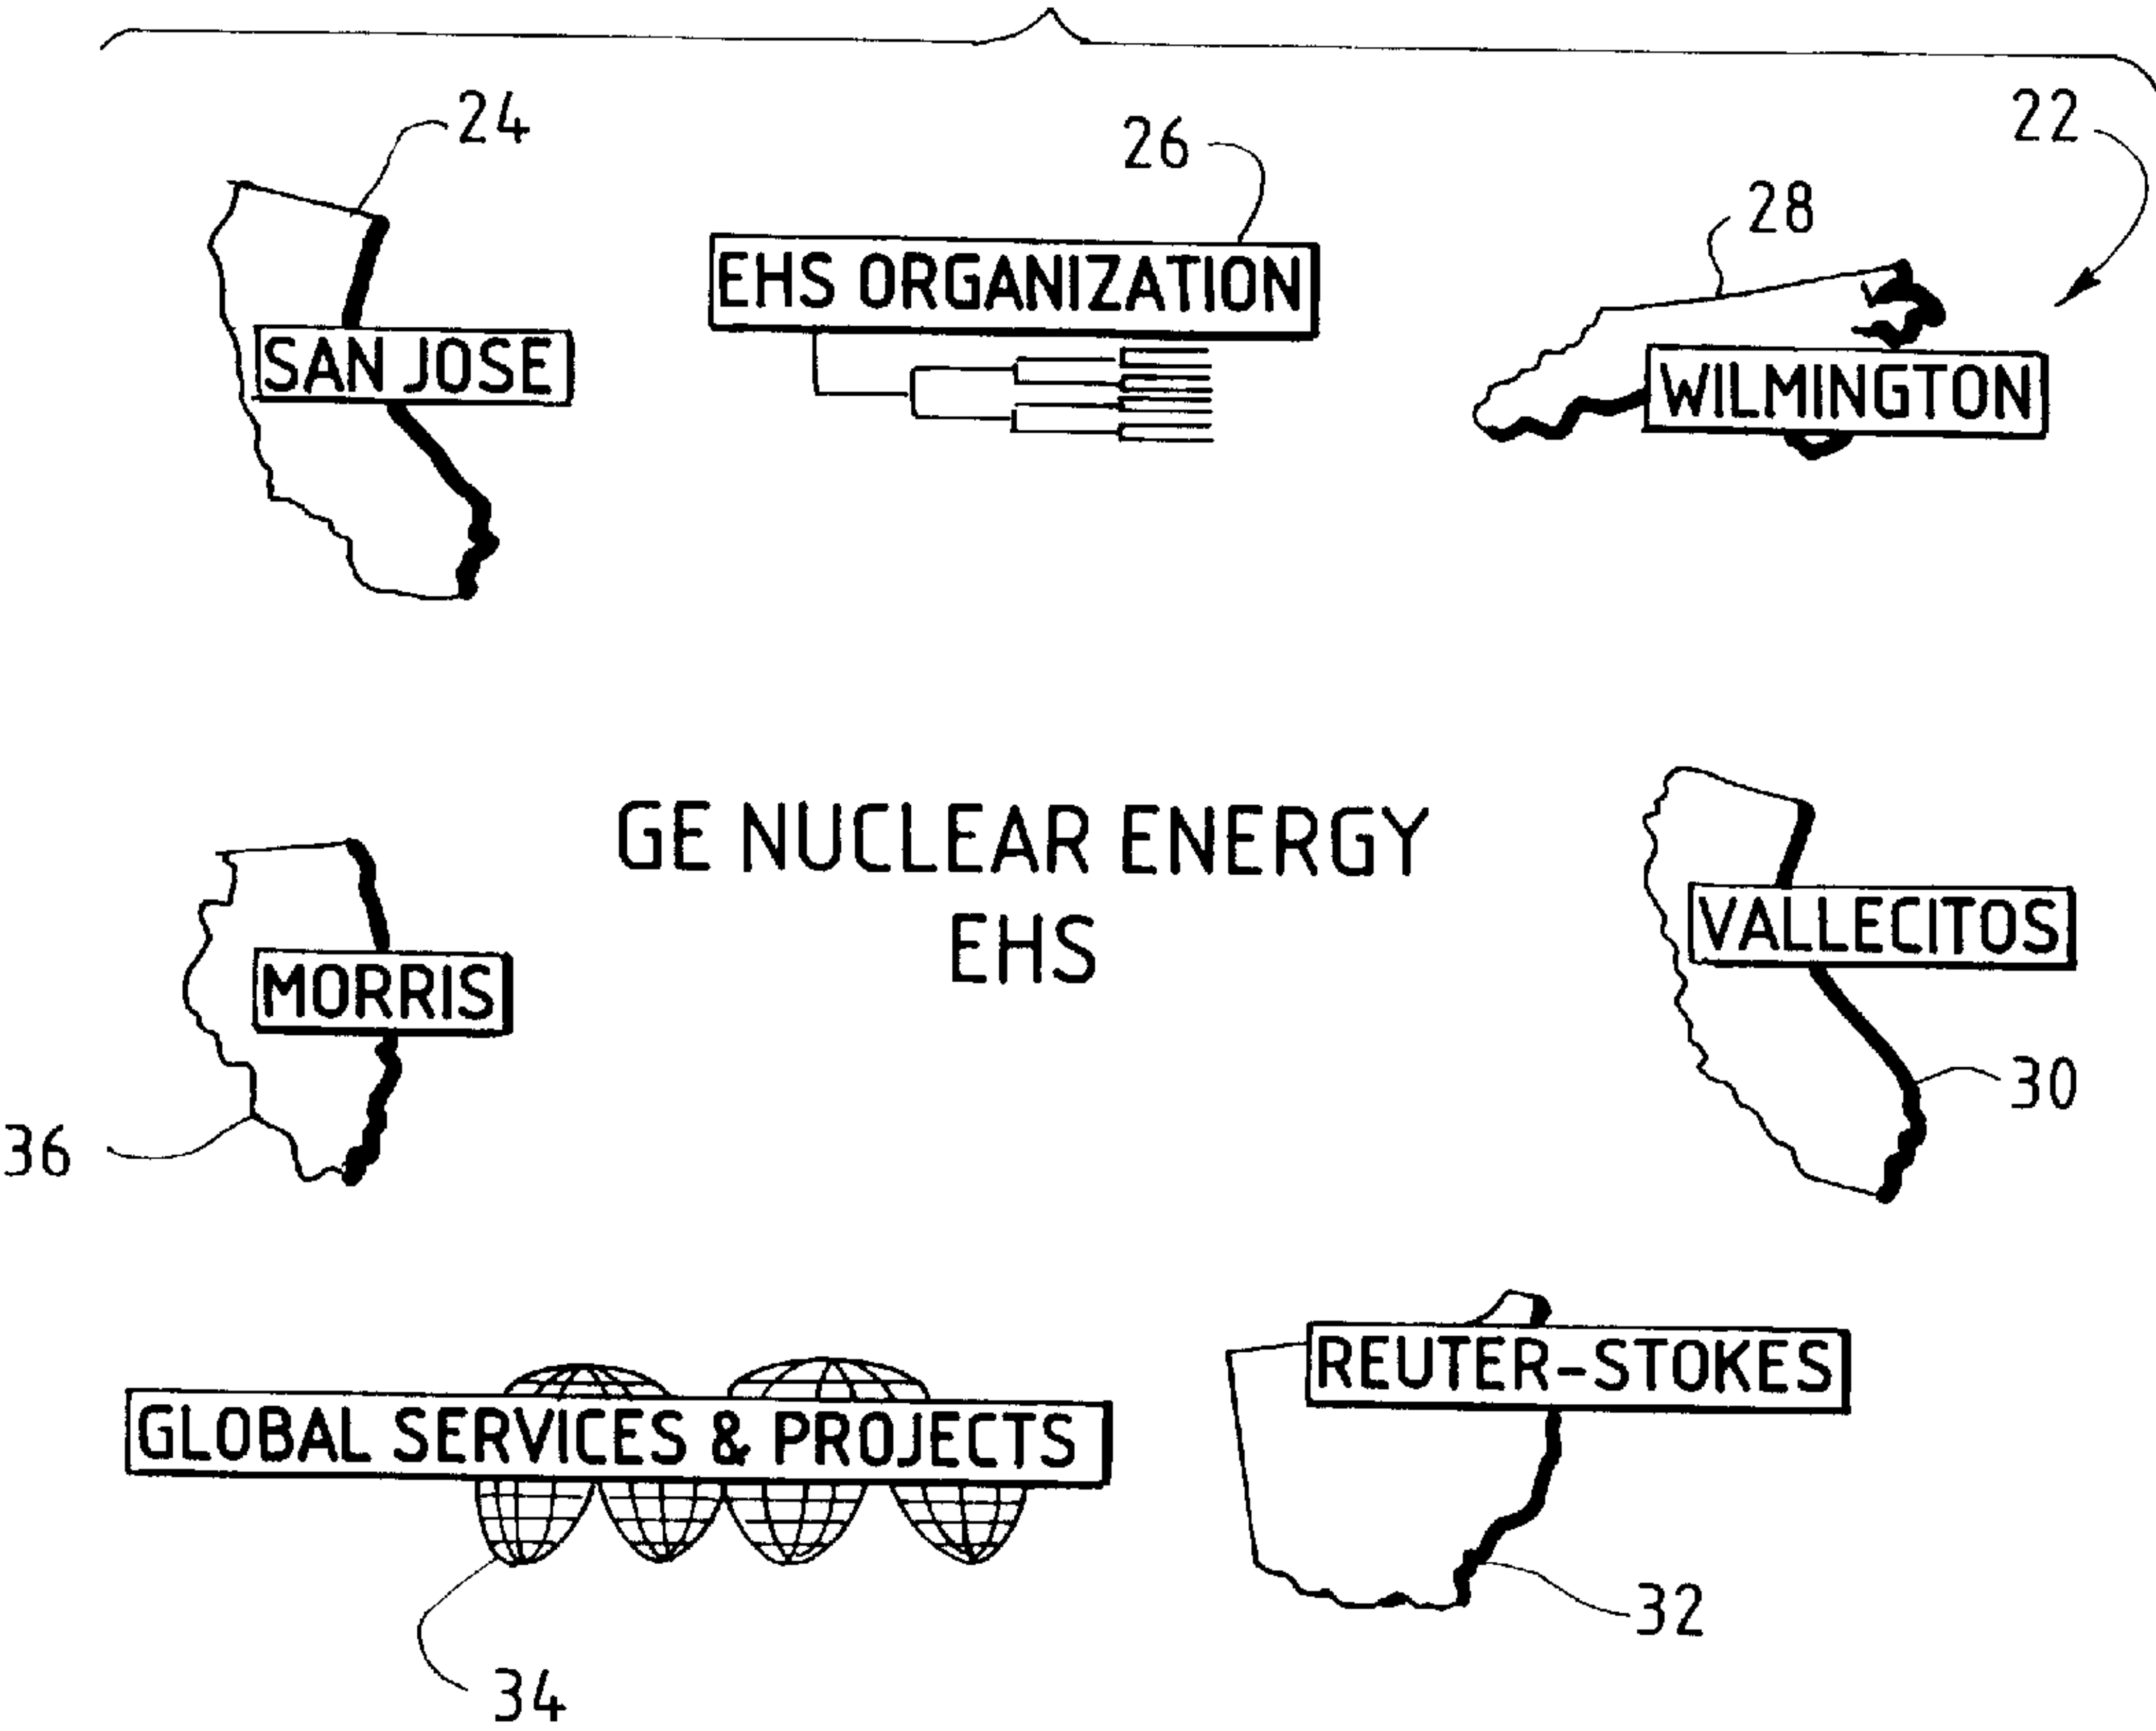 22
24
26
28
SAN JOSE
EHS ORGANIZATION
WILMINGTON
GE NUCLEAR ENERGY
EHS
MORRIS
VALLECITOS
36
30
GLOBAL SERVICES & PROJECTS
REUTER-STOKES
34
32